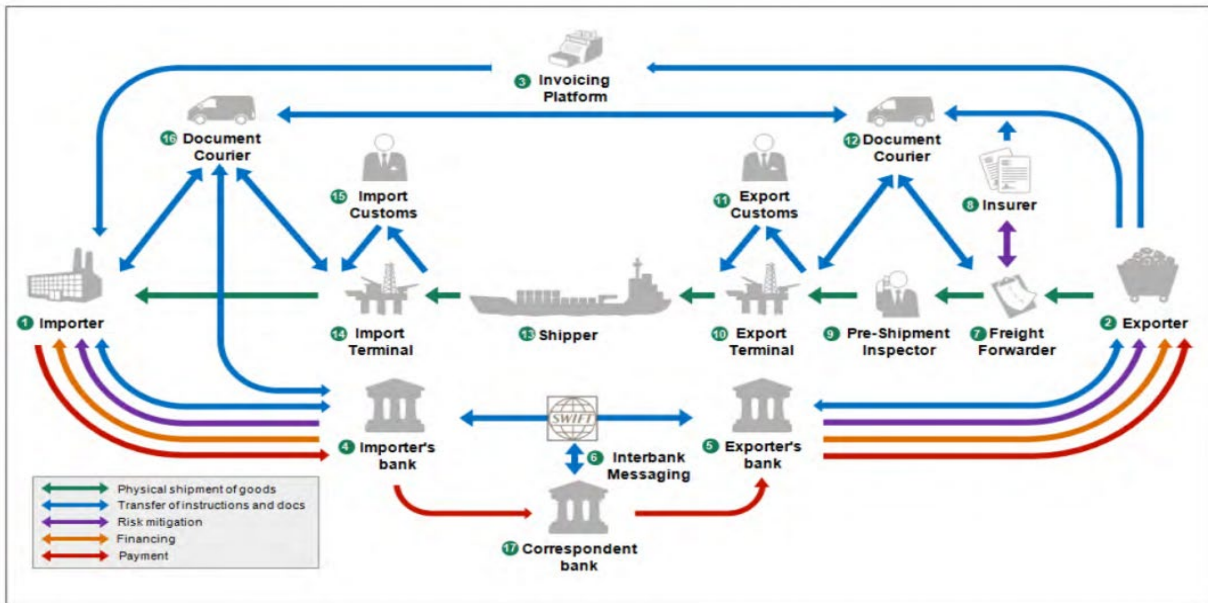 3 Invoicing
Platform
16 Document
Courier
12 Document
Courier
15 Import
Customs
11 Export
Customs
8 Insurer
1 Importer
14 Import
Terminal
13 Shipper
10 Export
Terminal
9 Pre-Shipment
Inspector
7 Freight
Forwarder
2 Exporter
SWIFT
4 Importer's
bank
6 Interbank
Messaging
5 Exporter's
bank
17 Correspondent
bank
Physical shipment of goods
Transfer of instructions and docs
Risk mitigation
Financing
Payment